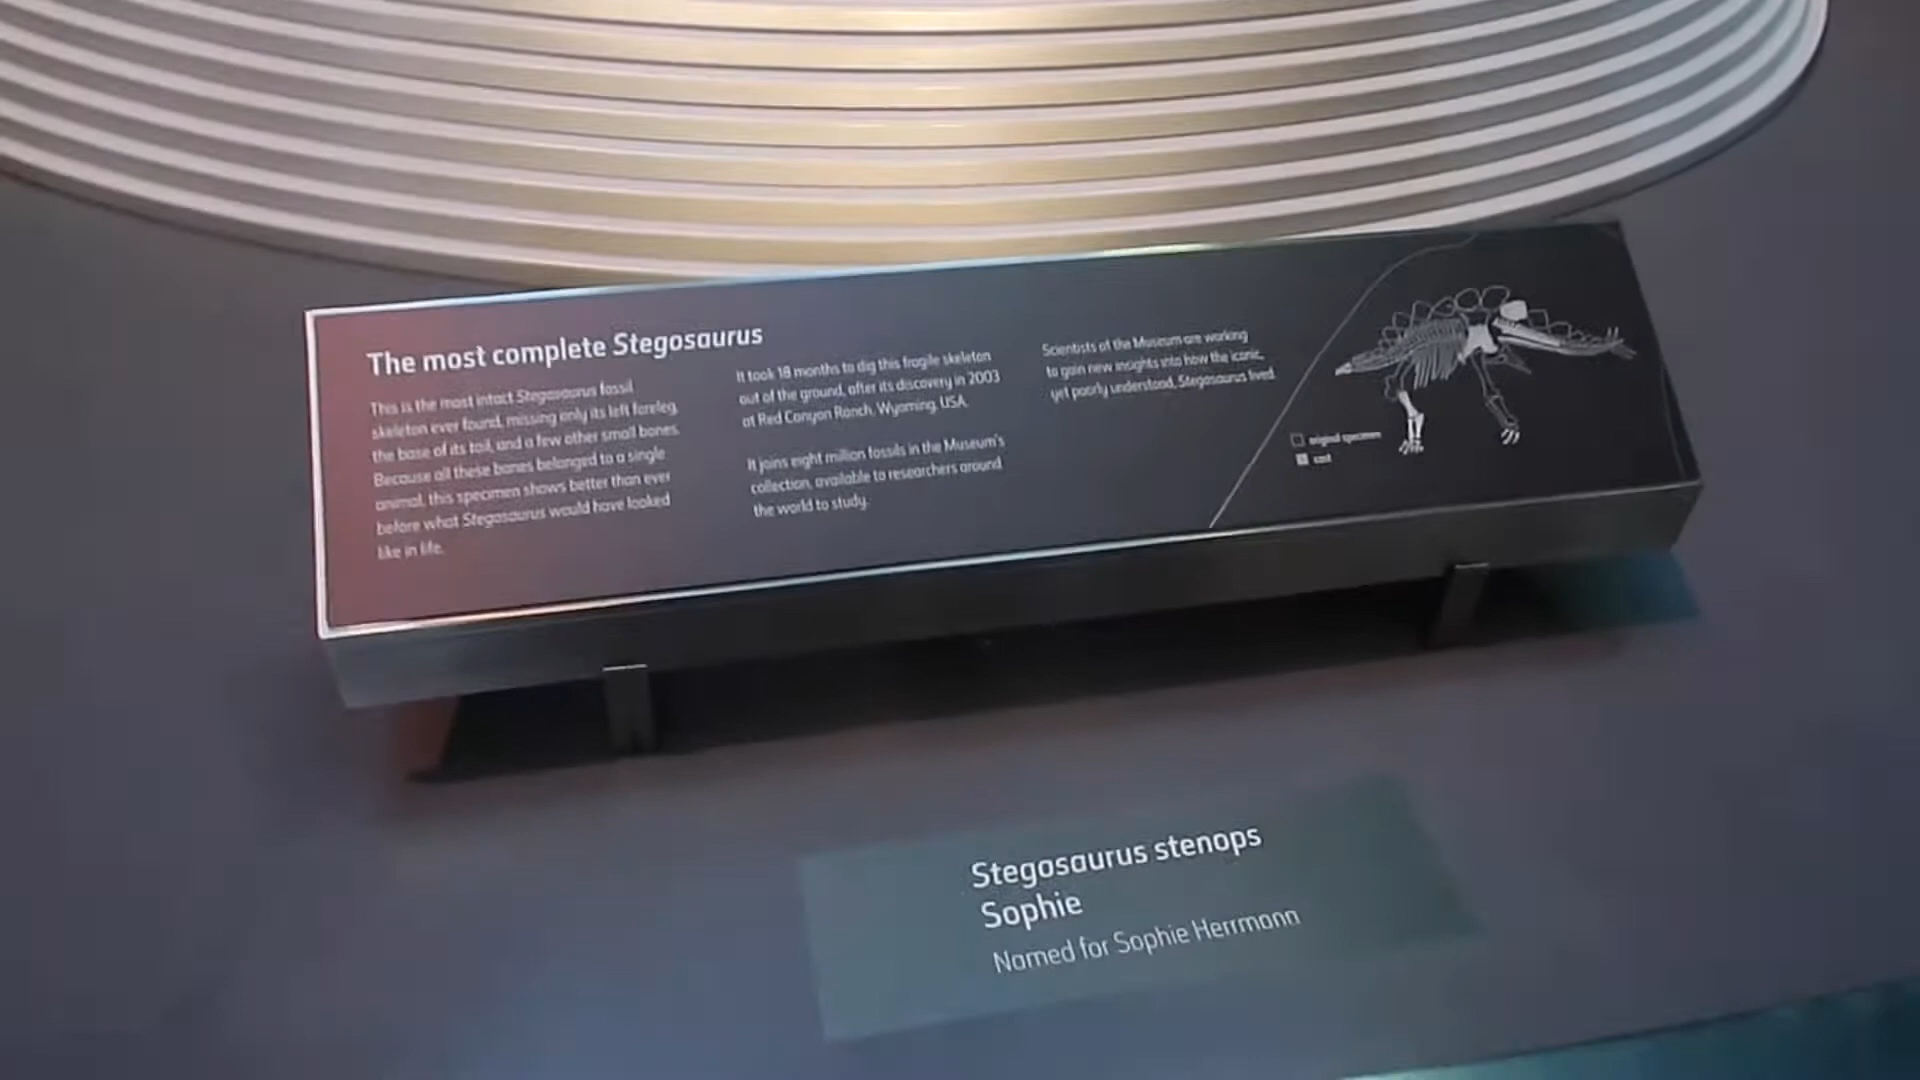 The most complete Stegosaurus
This is the most intact Stegosaurus fossil
skeleton ever found, missing only its left foreleg,
the base of its tail, and a few other small bones.
Because all these bones belonged to a single
animal, this specimen shows better than ever
before what Stegosaurus would have looked
like in life.
It took 18 months to dig this fragile skeleton
out of the ground, after its discovery in 2003
at Red Canyon Ranch, Wyoming, USA.
It joins eight million fossils in the Museum's
collection, available to researchers around
the world to study.
Scientists at the Museum are working
to gain new insights into how the iconic,
yet poorly understood, Stegosaurus lived.
original specimen
cast
Stegosaurus stenops
Sophie
Named for Sophie Herrmann